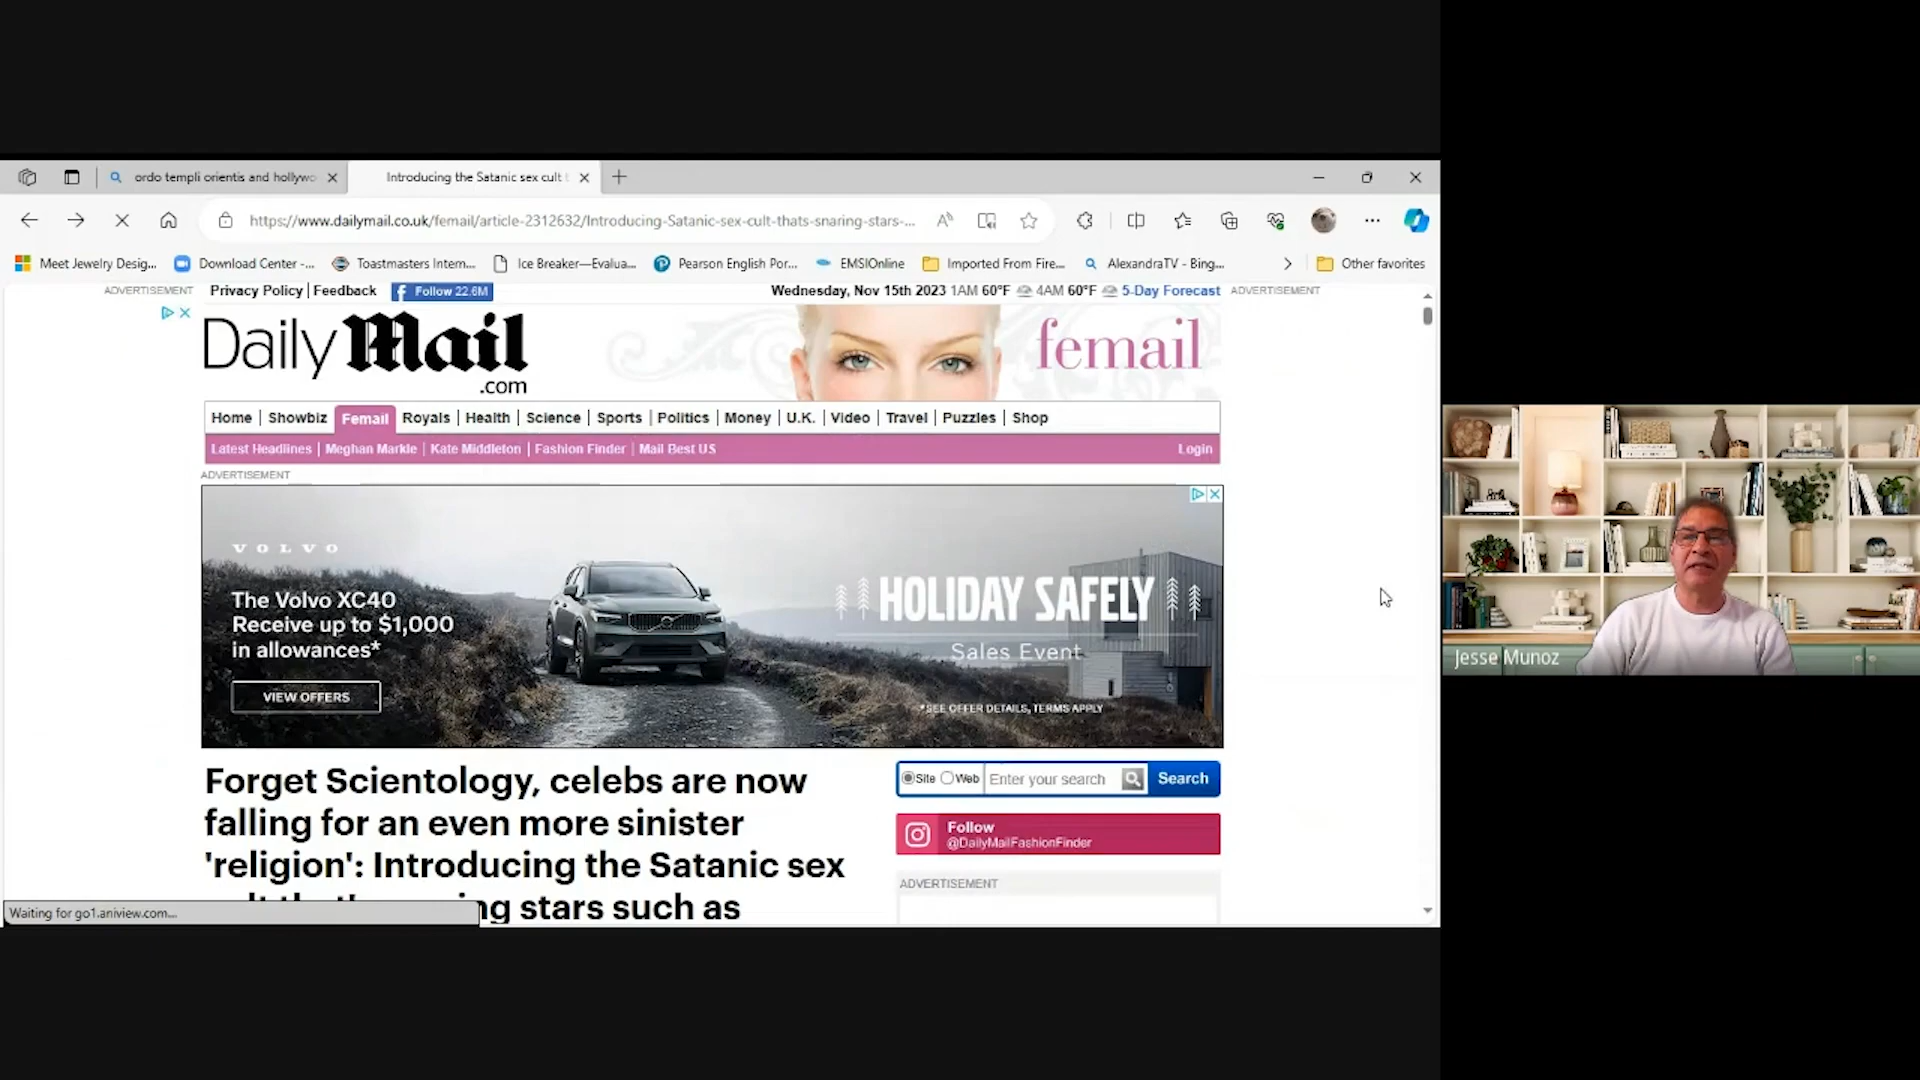 ordo templi orientis and hollywo
Introducing the Satanic sex cult t
https://www.dailymail.co.uk/femail/article-2312632/Introducing-Satanic-sex-cult-thats-snaring-stars-...
Meet Jewelry Desig...
Download Center -...
Toastmasters Intern...
Ice Breaker—Evalua...
Pearson English Por...
EMSIOnline
Imported From Fire...
AlexandraTV - Bing...
Other favorites
ADVERTISEMENT
Privacy Policy | Feedback
Follow 22.6M
Wednesday, Nov 15th 2023 1AM 60°F 4AM 60°F 5-Day Forecast
ADVERTISEMENT
Daily Mail
.com
femail
Home | Showbiz | Femail | Royals | Health | Science | Sports | Politics | Money | U.K. | Video | Travel | Puzzles | Shop
Latest Headlines | Meghan Markle | Kate Middleton | Fashion Finder | Mail Best US
Login
ADVERTISEMENT
VOLVO
The Volvo XC40
Receive up to $1,000
in allowances*
VIEW OFFERS
HOLIDAY SAFELY
Sales Event
*SEE OFFER DETAILS, TERMS APPLY
Forget Scientology, celebs are now
falling for an even more sinister
'religion': Introducing the Satanic sex
stars such as
Site Web Enter your search Search
Follow
@DailyMailFashionFinder
ADVERTISEMENT
Waiting for go1.aniview.com...
Jesse Munoz